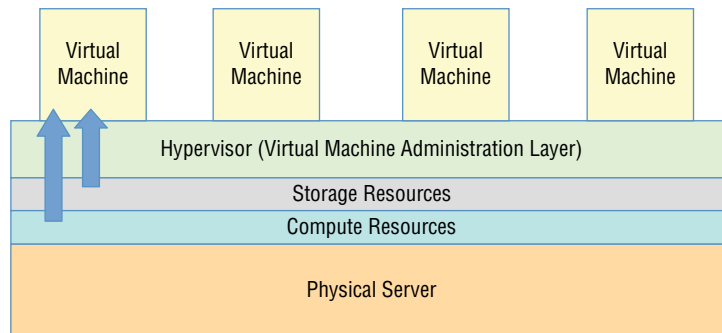 Virtual
Machine
Virtual
Machine
Virtual
Machine
Virtual
Machine
Hypervisor (Virtual Machine Administration Layer)
Storage Resources
Compute Resources
Physical Server